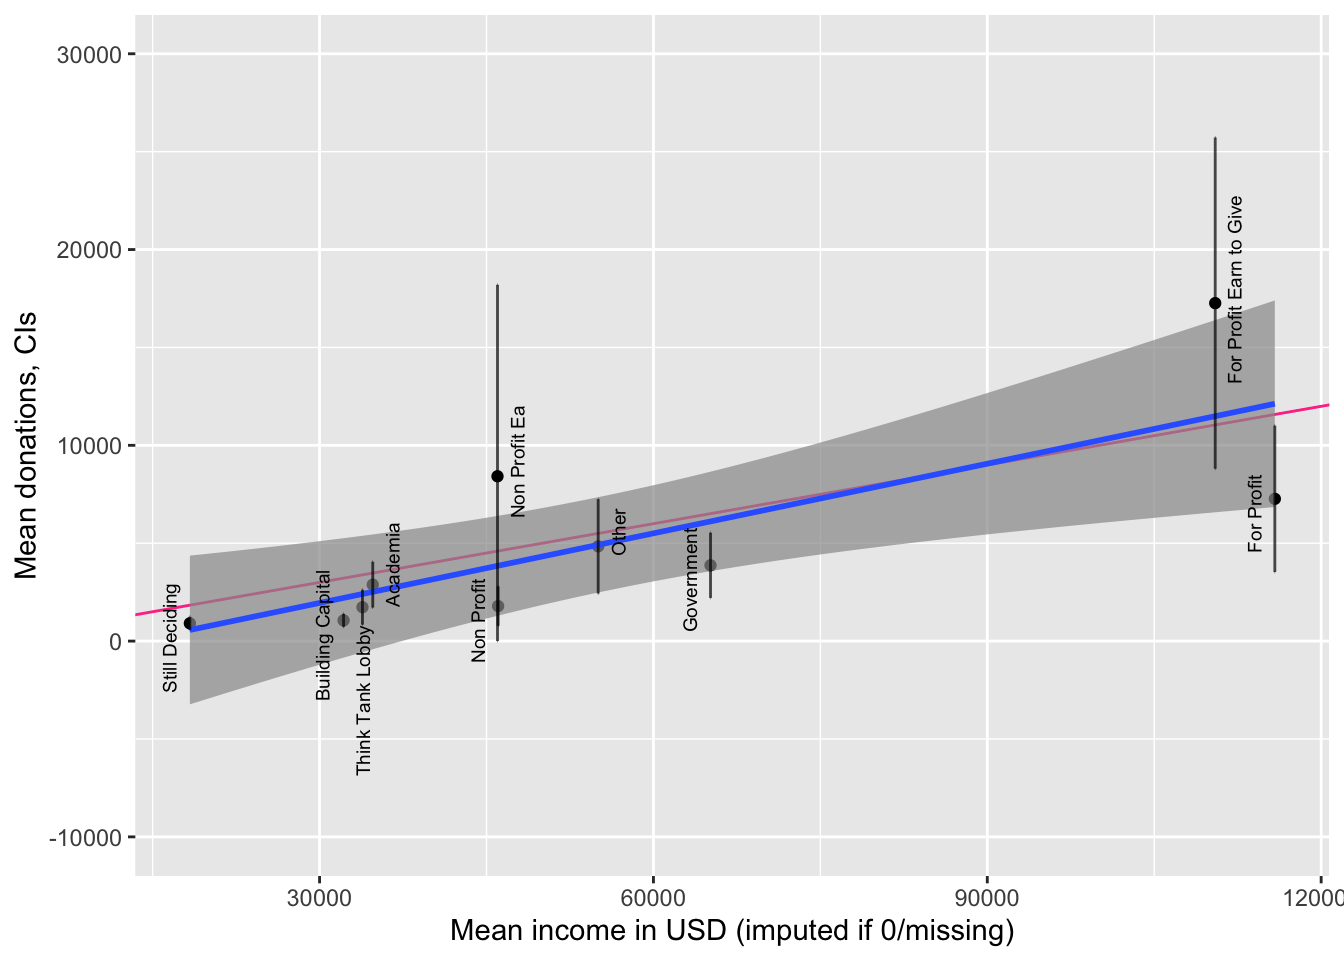 30000
20000
10000
0
-10000
Mean donations, CIs
Still Deciding
Building Capital
Think Tank Lobby
Academia
Non Profit
Non Profit Ea
Other
Government
For Profit Earn to Give
For Profit
30000
60000
90000
12000
Mean income in USD (imputed if 0/missing)